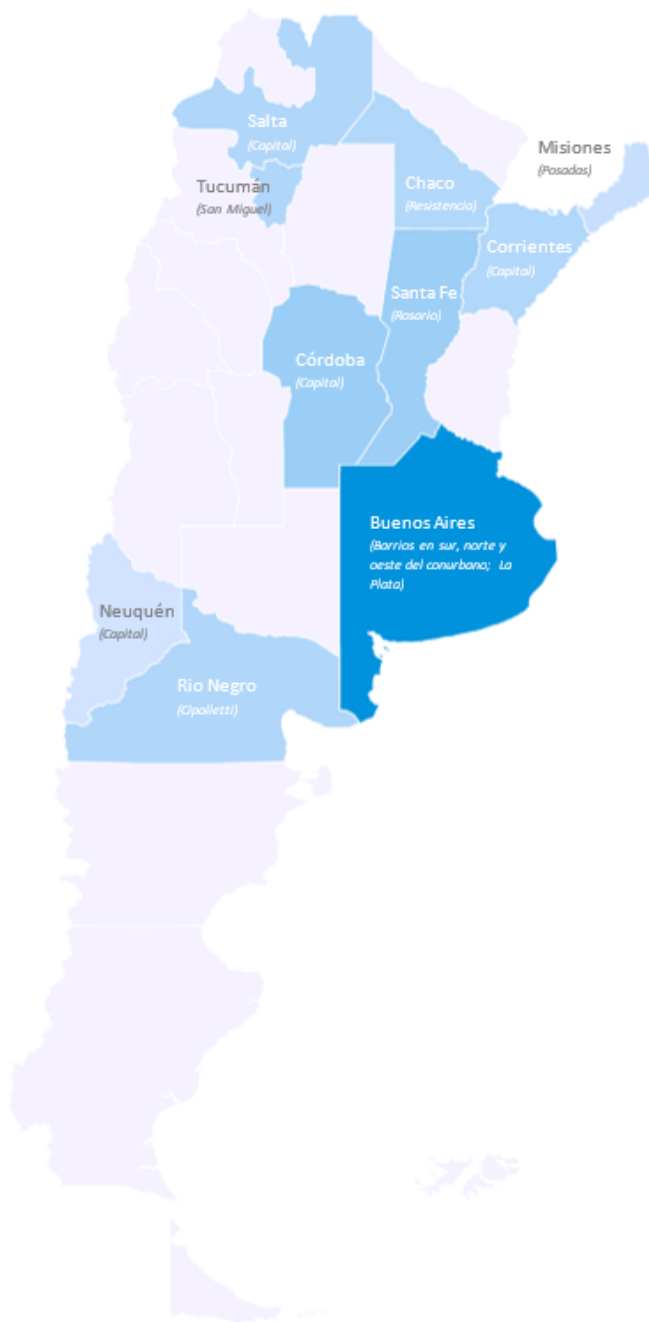 Salta
(Capital)
Misiones
(Posadas)
Tucumán
(San Miguel)
Chaco
(Resistencia)
Corrientes
(Capital)
Santa Fe
(Rosario)
Córdoba
(Capital)
Buenos Aires
(Barrios en sur, norte y
oeste del conurbano; La
Plata)
Neuquén
(Capital)
Rio Negro
(Cipolletti)